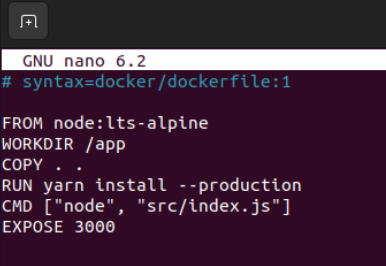 GNU nano 6.2
# syntax=docker/dockerfile:1
FROM node:lts-alpine
WORKDIR /app
COPY . .
RUN yarn install --production
CMD ["node", "src/index.js"]
EXPOSE 3000